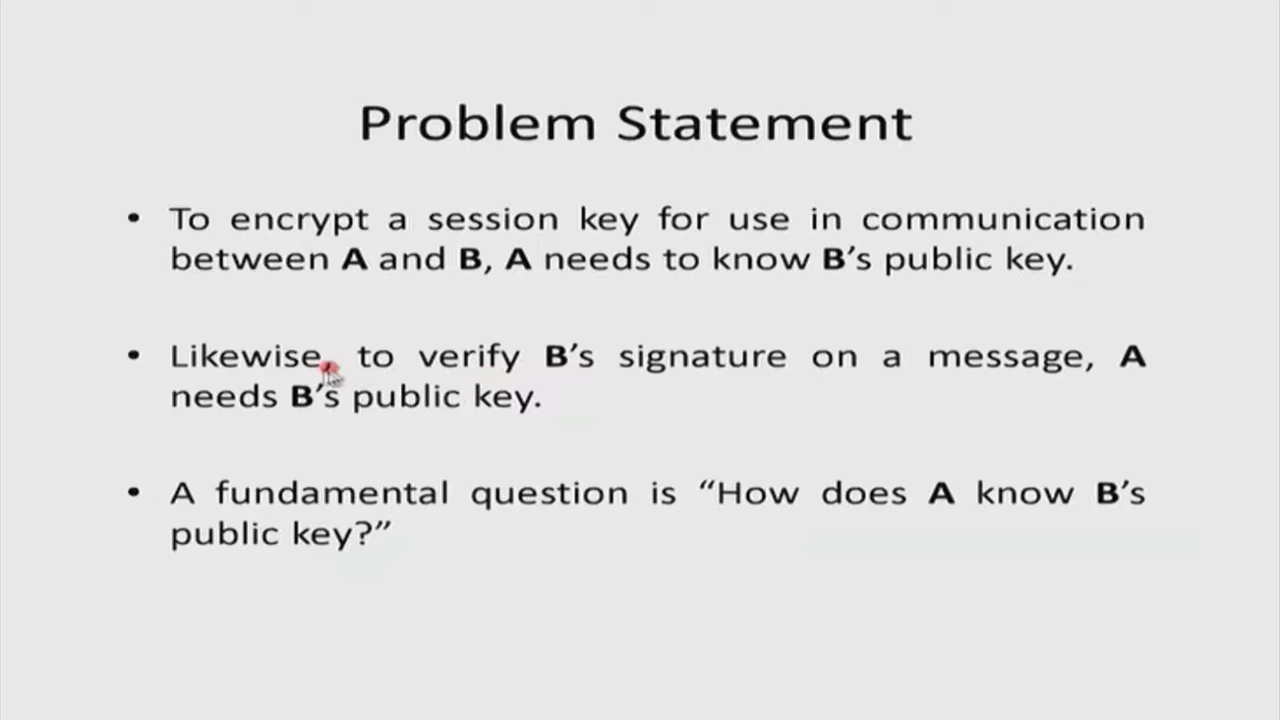 Problem Statement
• To encrypt a session key for use in communication
between A and B, A needs to know B’s public key.
• Likewise, to verify B’s signature on a message, A
needs B’s public key.
• A fundamental question is “How does A know B’s
public key?”